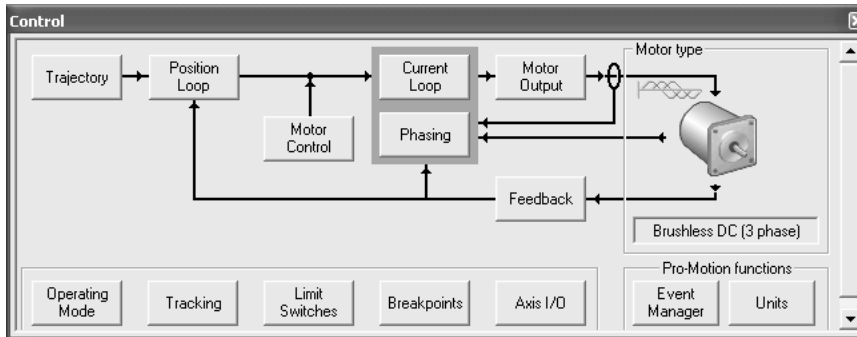 Control
Motor type
Trajectory
Position
Loop
Current
Loop
Motor
Output
Motor
Control
Phasing
Feedback
Brushless DC (3 phase)
Pro-Motion functions
Operating
Mode
Tracking
Limit
Switches
Breakpoints
Axis I/O
Event
Manager
Units